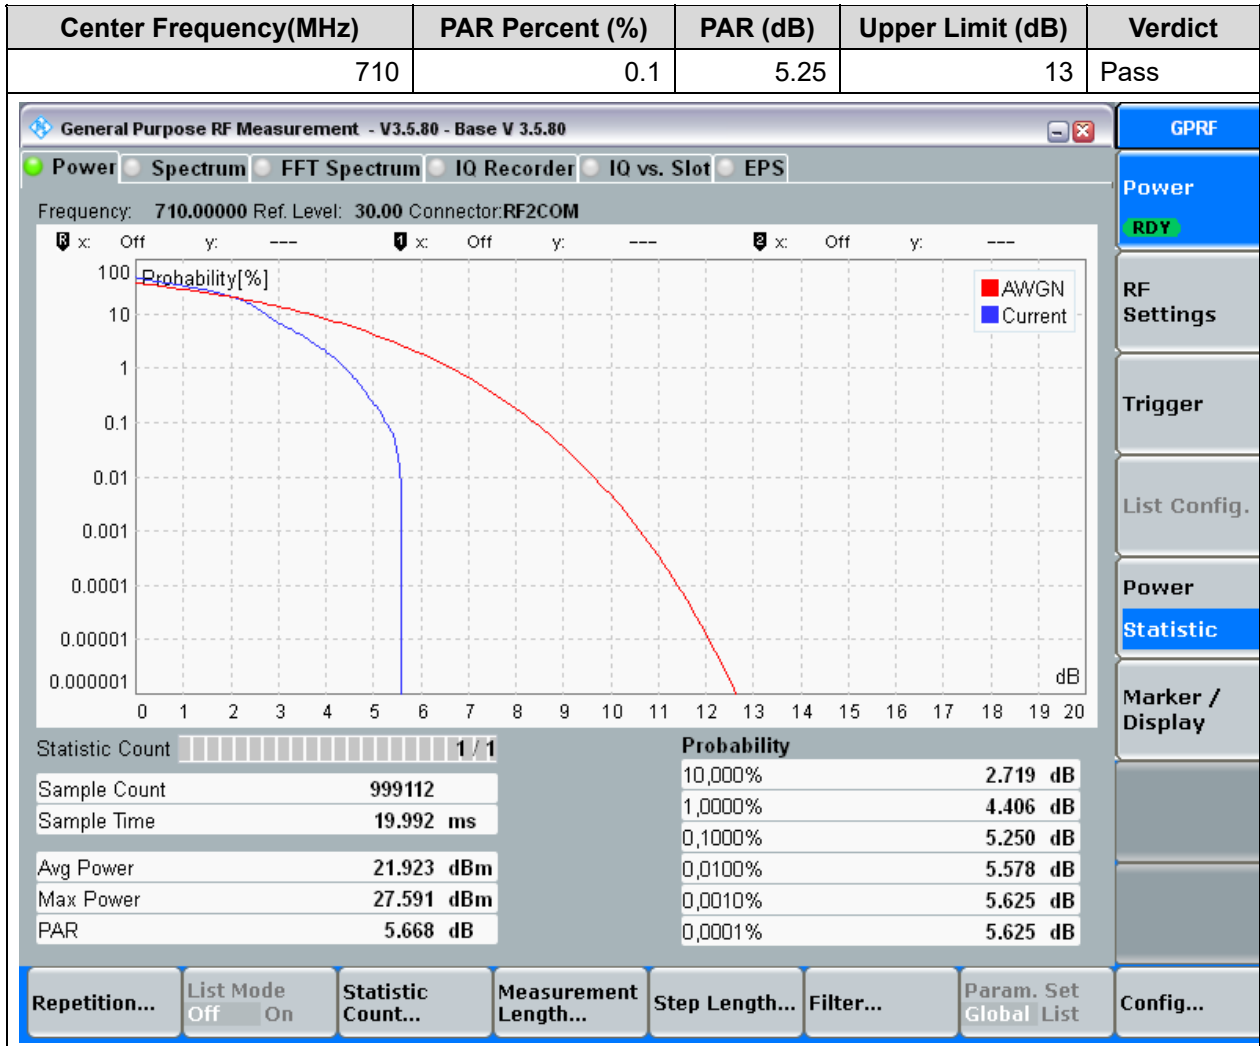 Center Frequency(MHz) PAR Percent (%) PAR (dB) Upper Limit (dB) Verdict
710 0.1 5.25 13 Pass
General Purpose RF Measurement - V3.5.80 - Base V 3.5.80
GPRF
Power Spectrum FFT Spectrum IQ Recorder IQ vs. Slot EPS
Power
RDY
Frequency: 710.00000 Ref. Level: 30.00 Connector:RF2COM
R x: Off y: --- 1 x: Off y: --- 2 x: Off y: ---
100 Probability[%]
AWGN
Current
10
1
0.1
0.01
0.001
0.0001
0.00001
0.000001
dB
0 1 2 3 4 5 6 7 8 9 10 11 12 13 14 15 16 17 18 19 20
RF
Settings
Trigger
List Config.
Power
Statistic
Marker /
Display
Statistic Count 1 / 1
Sample Count 999112
Sample Time 19.992 ms
Avg Power 21.923 dBm
Max Power 27.591 dBm
PAR 5.668 dB
Probability
10,000% 2.719 dB
1,0000% 4.406 dB
0,1000% 5.250 dB
0,0100% 5.578 dB
0,0010% 5.625 dB
0,0001% 5.625 dB
Repetition...
List Mode
Off On
Statistic
Count...
Measurement
Length...
Step Length...
Filter...
Param. Set
Global List
Config...